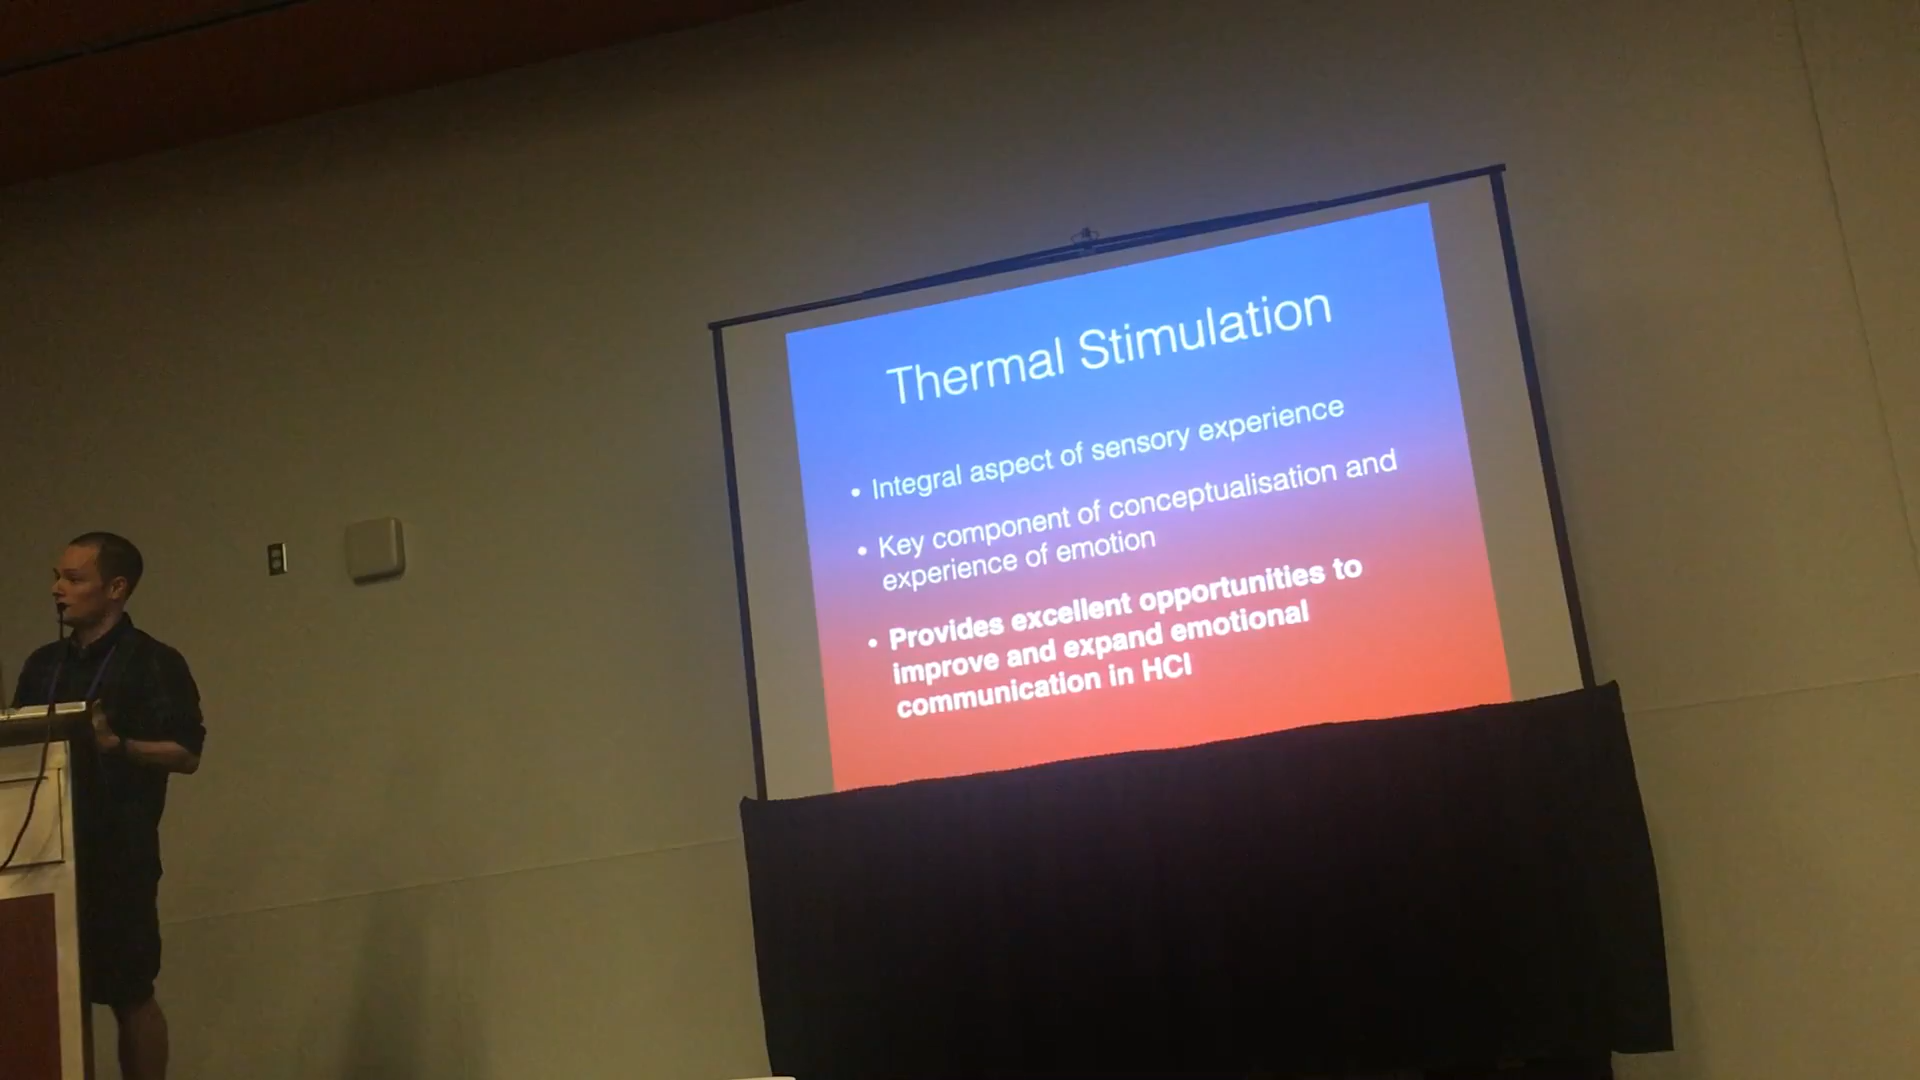 Thermal Stimulation
• Integral aspect of sensory experience
• Key component of conceptualisation and
experience of emotion
• Provides excellent opportunities to
improve and expand emotional
communication in HCI